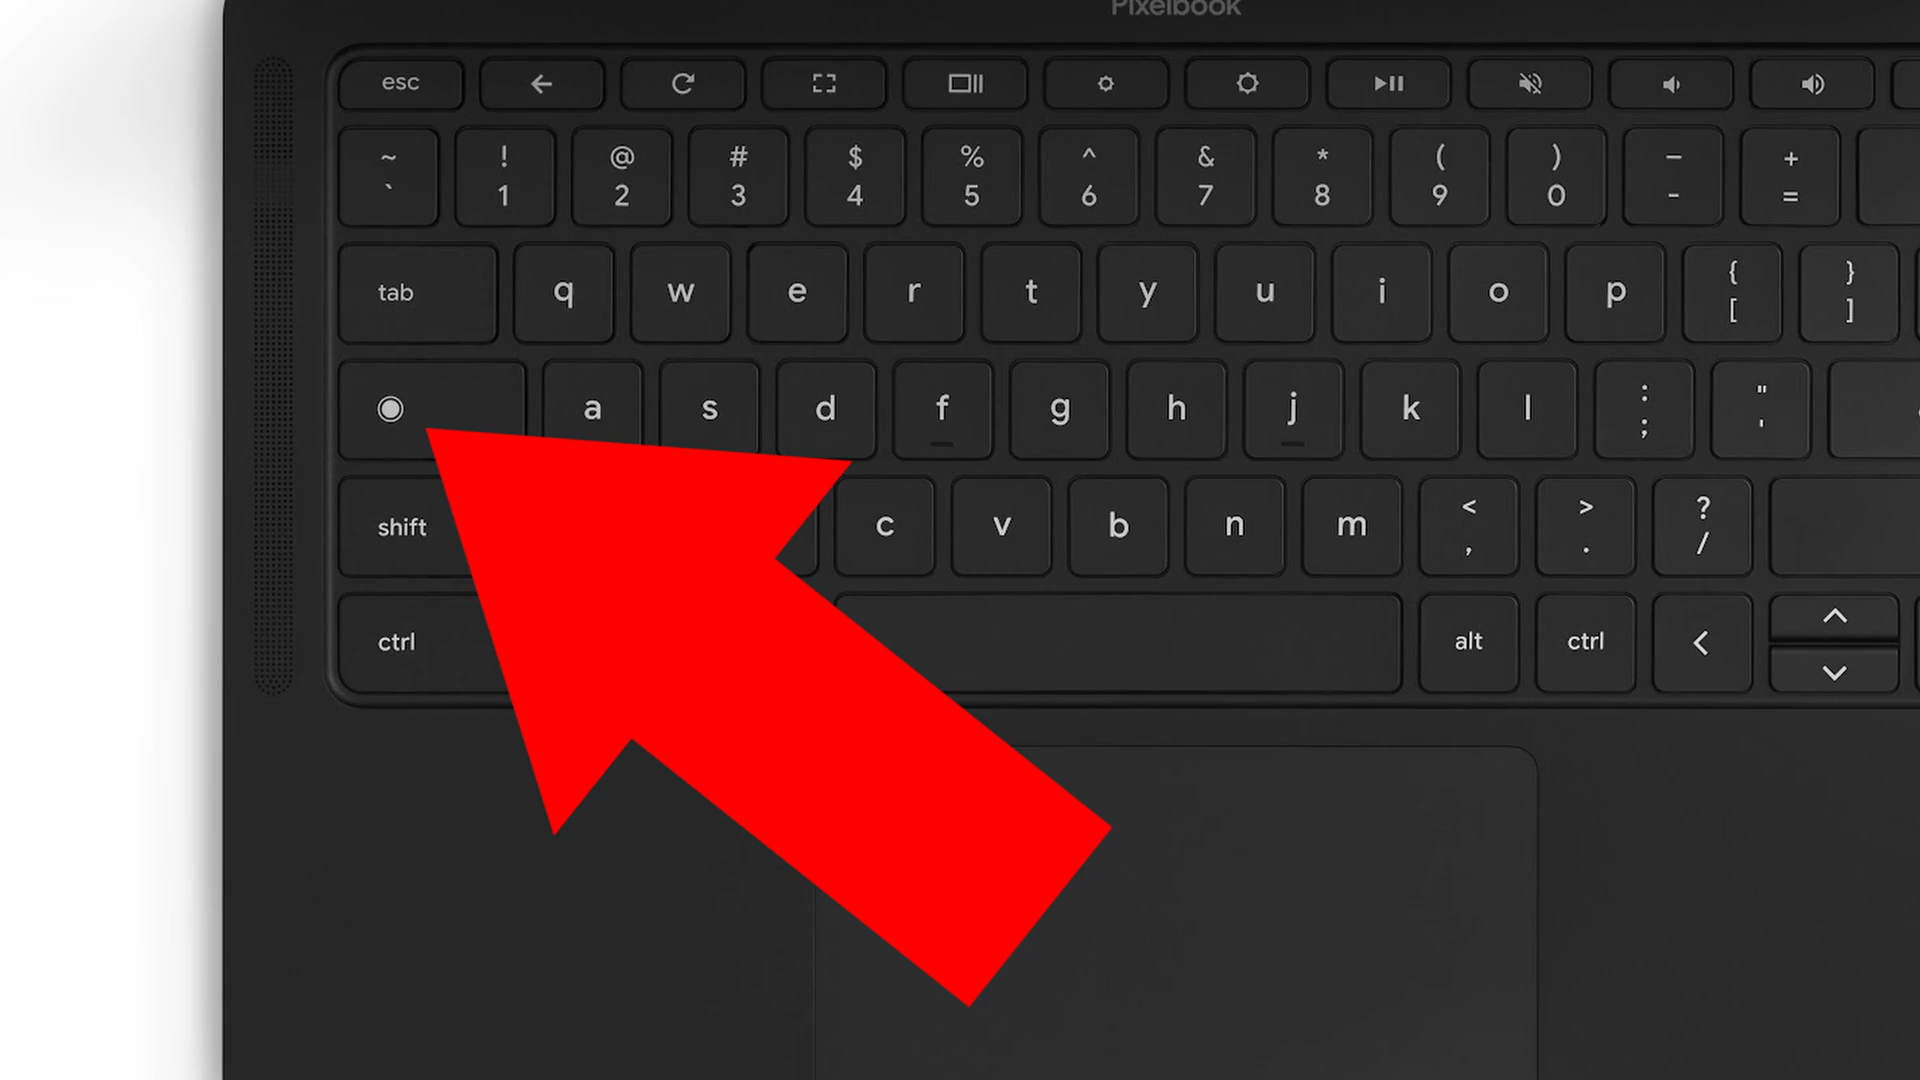 Pixelbook
esc
~ ! @ # $ % ^ & * ( ) – +
` 1 2 3 4 5 6 7 8 9 0 - =
tab q w e r t y u i o p { }
[ ]
a s d f g h j k l : "
; '
shift c v b n m < > ?
, . /
ctrl alt ctrl